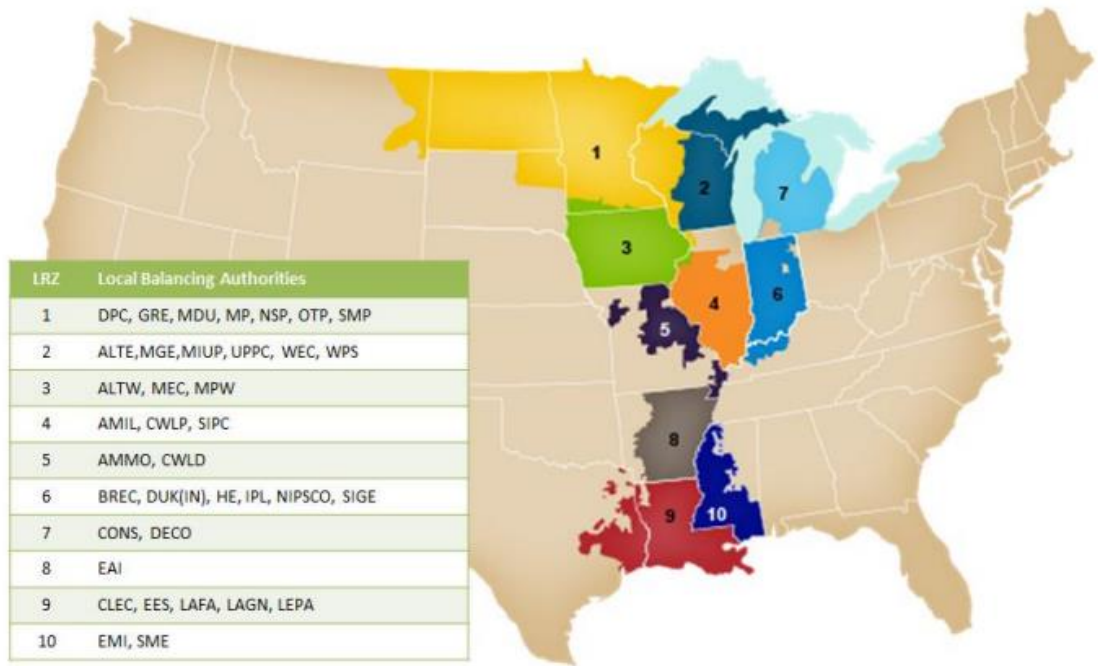 1
2
7
3
4
6
5
8
10
9
LRZ Local Balancing Authorities
1 DPC, GRE, MDU, MP, NSP, OTP, SMP
2 ALTE,MGE,MIUP, UPPC, WEC, WPS
3 ALTW, MEC, MPW
4 AMIL, CWLP, SIPC
5 AMMO, CWLD
6 BREC, DUK(IN), HE, IPL, NIPSCO, SIGE
7 CONS, DECO
8 EAI
9 CLEC, EES, LAFA, LAGN, LEPA
10 EMI, SME